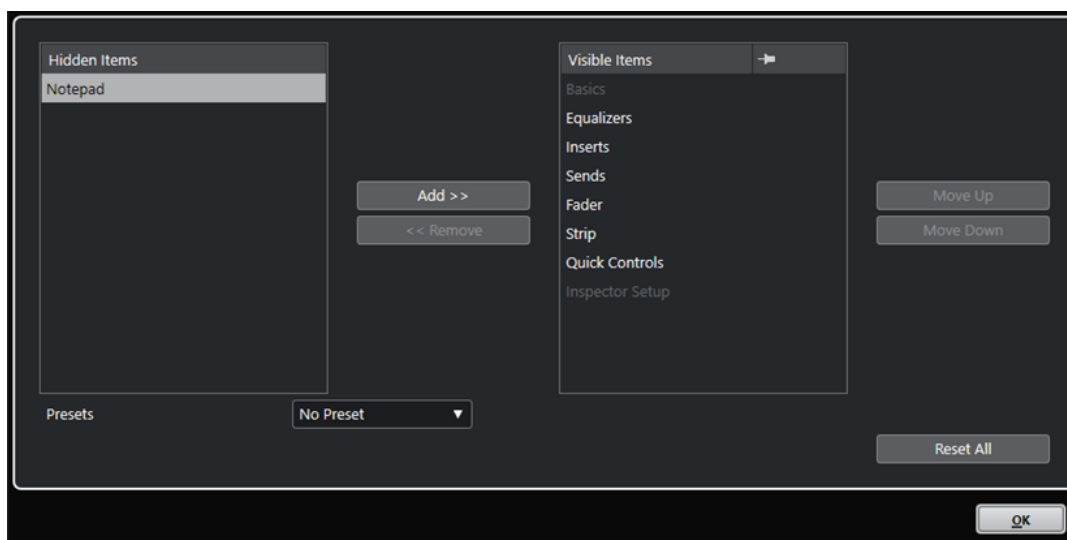 Hidden Items
Notepad
Add >>
<< Remove
Visible Items
Basics
Equalizers
Inserts
Sends
Fader
Strip
Quick Controls
Inspector Setup
Move Up
Move Down
Presets
No Preset
Reset All
OK